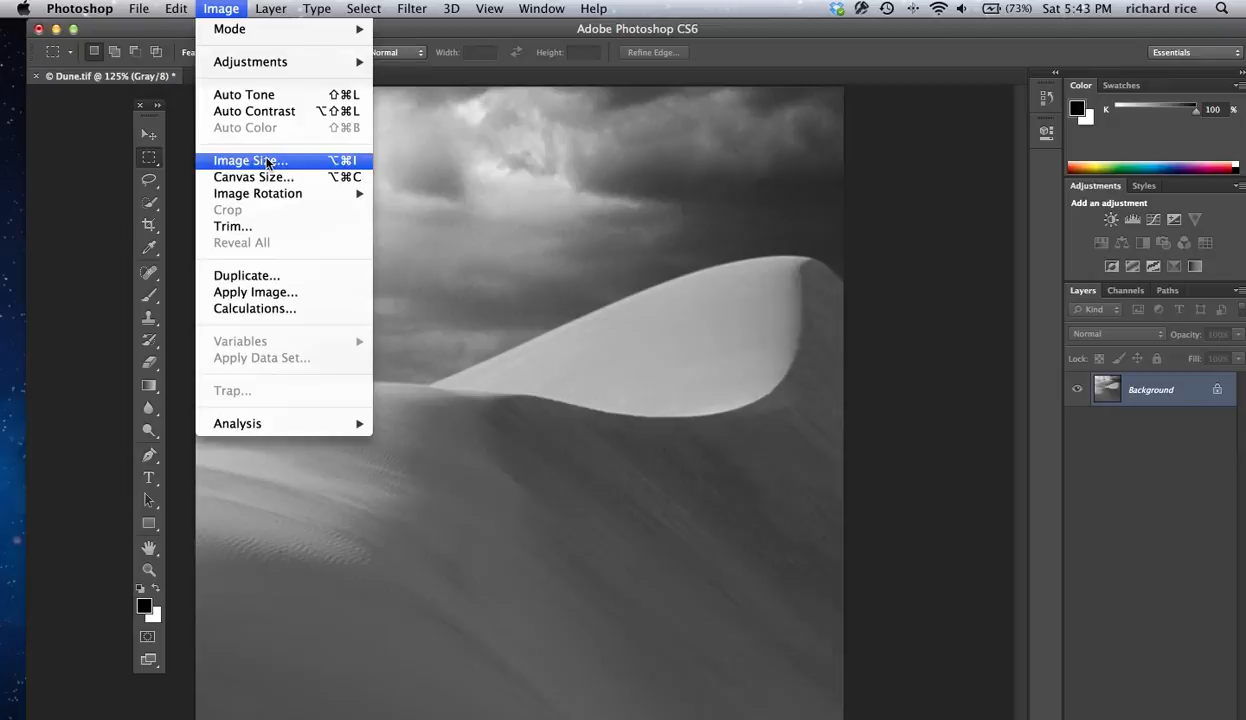 Photoshop File Edit Image Layer Type Select Filter 3D View Window Help (73%) Sat 5:43 PM richard rice
Adobe Photoshop CS6
Normal Width: Height: Refine Edge... Essentials
× © Dune.tif @ 125% (Gray/8) *
Mode
Adjustments
Auto Tone ⇧⌘L
Auto Contrast ⌥⇧⌘L
Auto Color ⇧⌘B
Image Size... ⌥⌘I
Canvas Size... ⌥⌘C
Image Rotation
Crop
Trim...
Reveal All
Duplicate...
Apply Image...
Calculations...
Variables
Apply Data Set...
Trap...
Analysis
Color Swatches
K 100 %
Adjustments Styles
Add an adjustment
Layers Channels Paths
Kind
Normal Opacity: 100%
Lock: Fill: 100%
Background